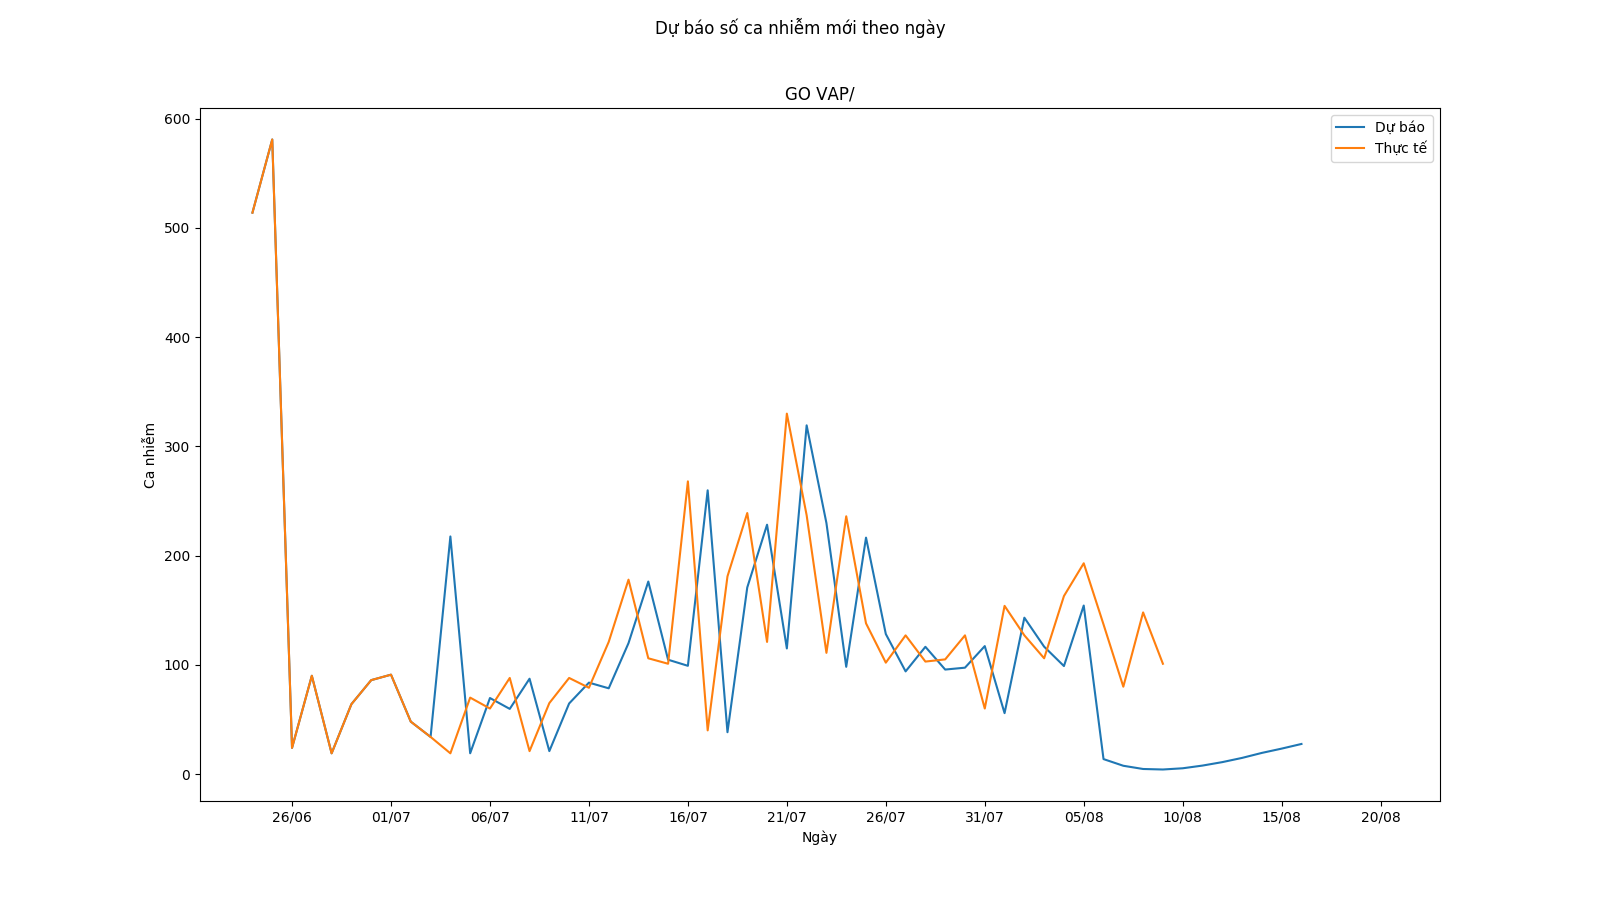 Dự báo số ca nhiễm mới theo ngày
GO VAP/
Dự báo
Thực tế
600
500
400
300
200
100
0
Ca nhiễm
26/06 01/07 06/07 11/07 16/07 21/07 26/07 31/07 05/08 10/08 15/08 20/08
Ngày